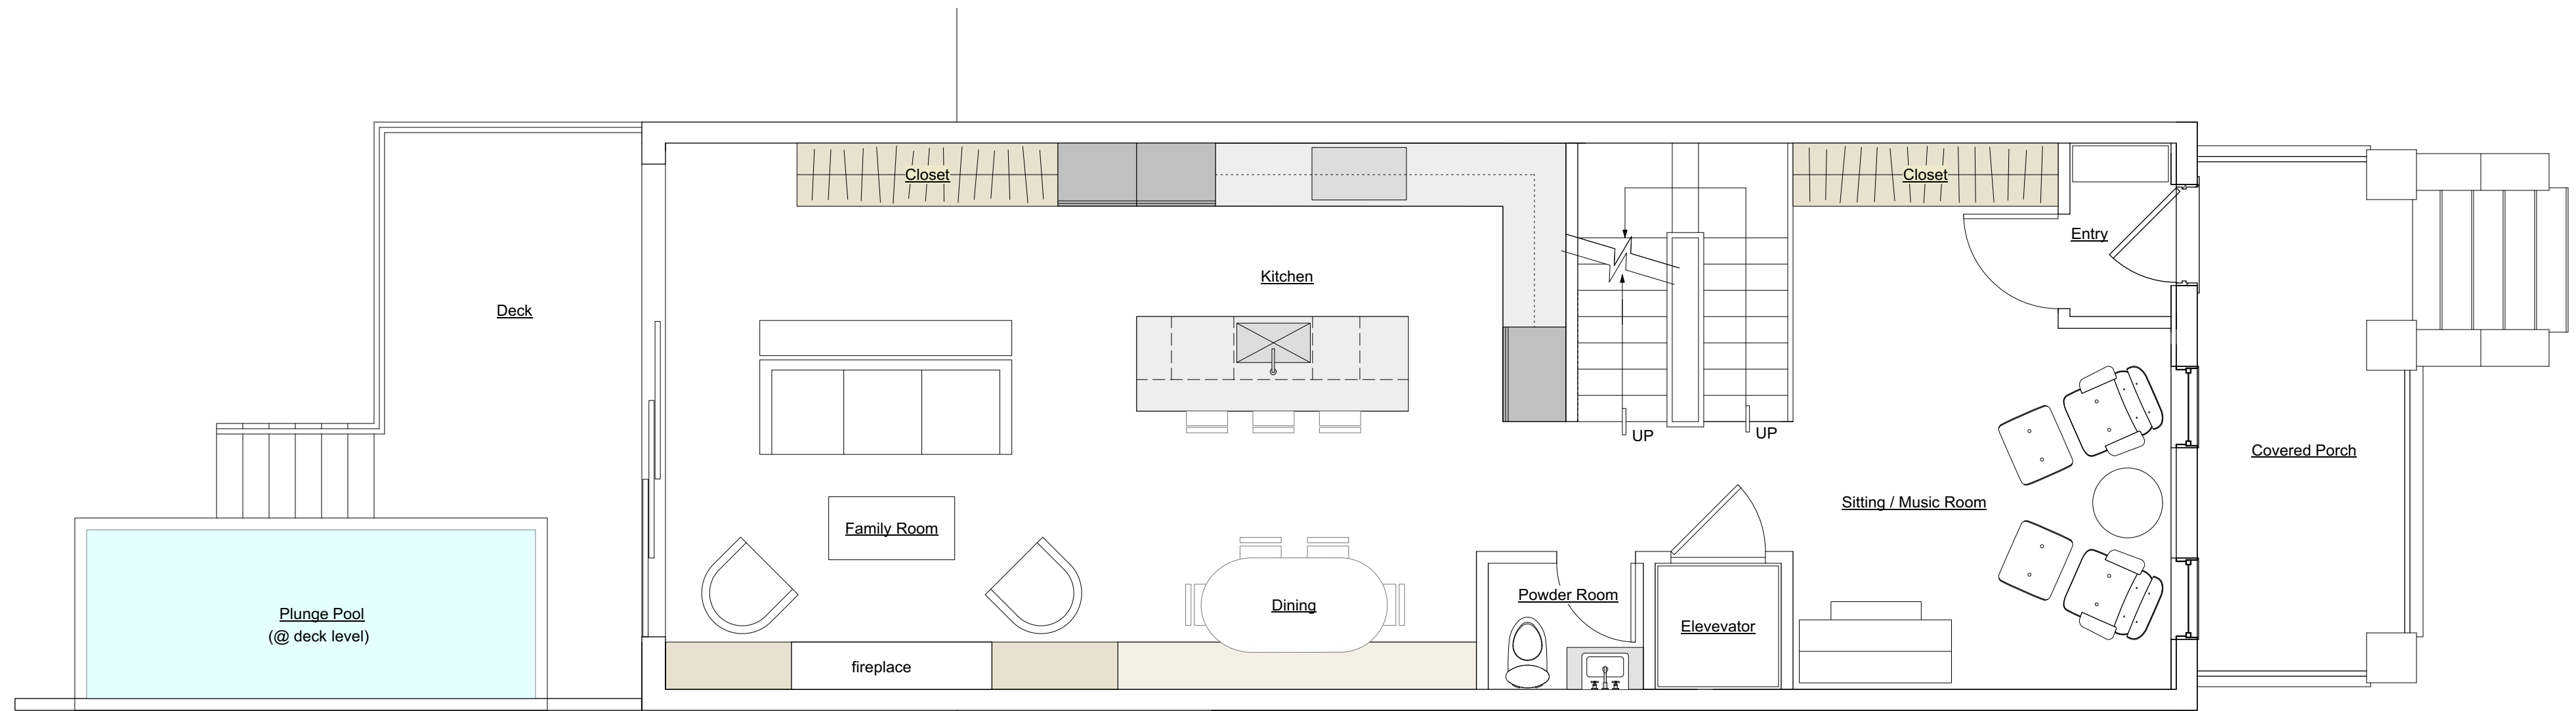 Closet
Closet
Entry
Kitchen
Deck
UP
UP
Covered Porch
Sitting / Music Room
Family Room
Powder Room
Dining
Plunge Pool
(@ deck level)
Elevevator
fireplace